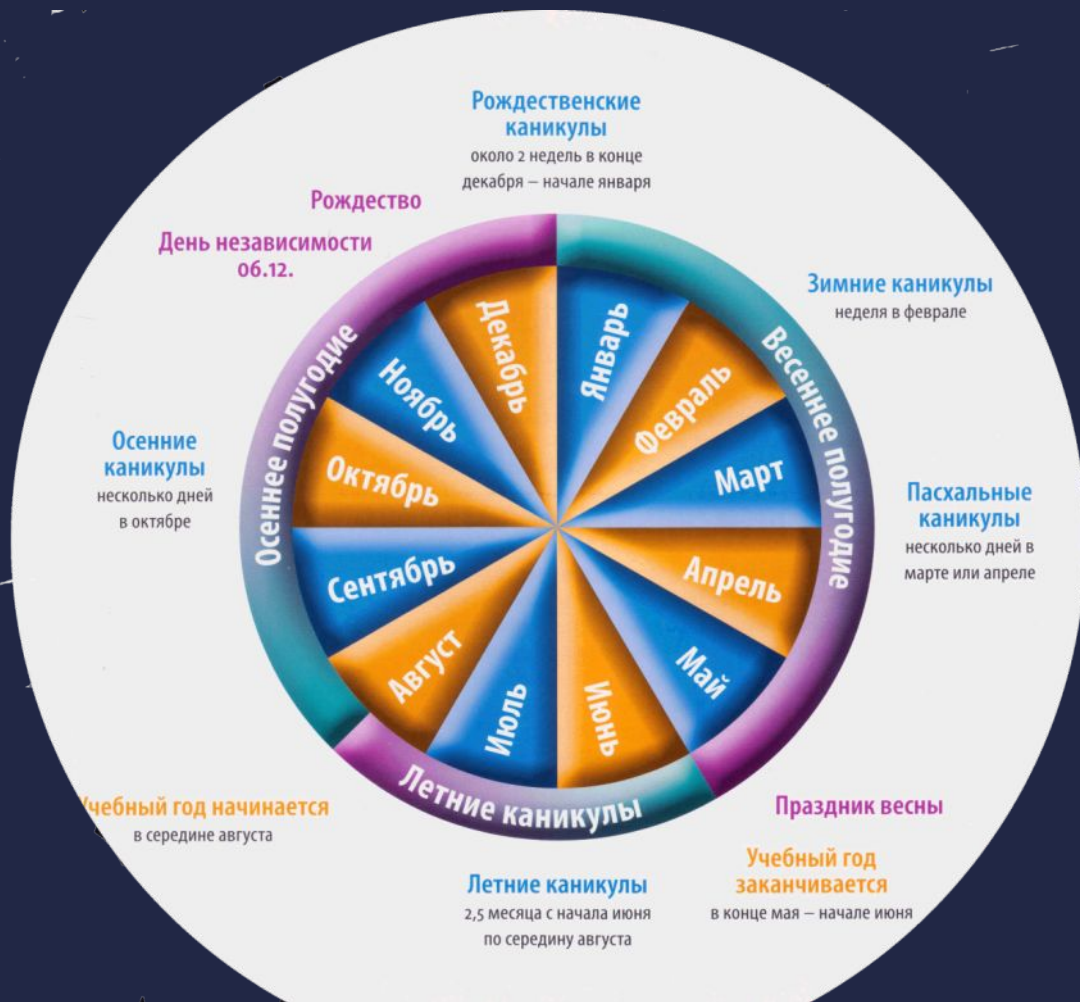 Рождественские
каникулы
около 2 недель в конце
декабря – начале января
Рождество
День независимости
06.12.
Зимние каникулы
неделя в феврале
Осенние
каникулы
несколько дней
в октябре
Пасхальные
каникулы
несколько дней в
марте или апреле
Осеннее полугодие
Весеннее полугодие
Летние каникулы
Январь
Февраль
Март
Апрель
Май
Июнь
Июль
Август
Сентябрь
Октябрь
Ноябрь
Декабрь
Учебный год начинается
в середине августа
Праздник весны
Учебный год
заканчивается
в конце мая – начале июня
Летние каникулы
2,5 месяца с начала июня
по середину августа